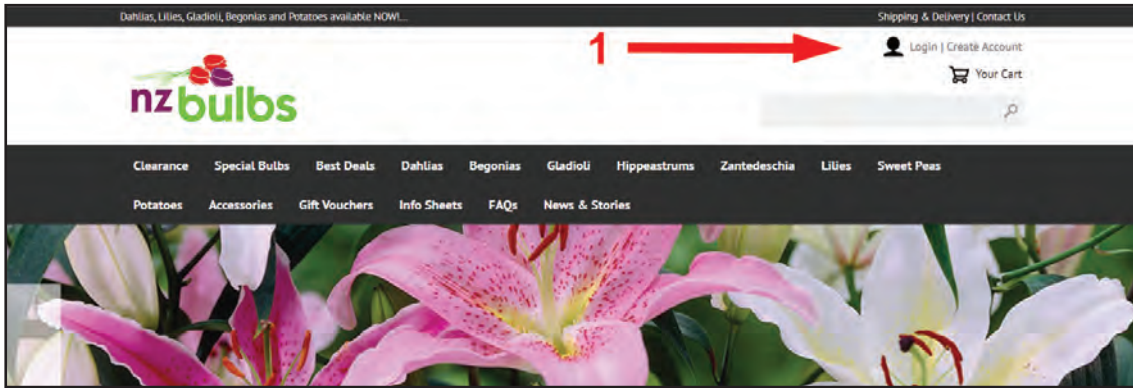 Dahlias, Lilies, Gladioli, Begonias and Potatoes available NOW!...
Shipping & Delivery | Contact Us
1
Login | Create Account
Your Cart
nzbulbs
Clearance Special Bulbs Best Deals Dahlias Begonias Gladioli Hippeastrums Zantedeschia Lilies Sweet Peas
Potatoes Accessories Gift Vouchers Info Sheets FAQs News & Stories